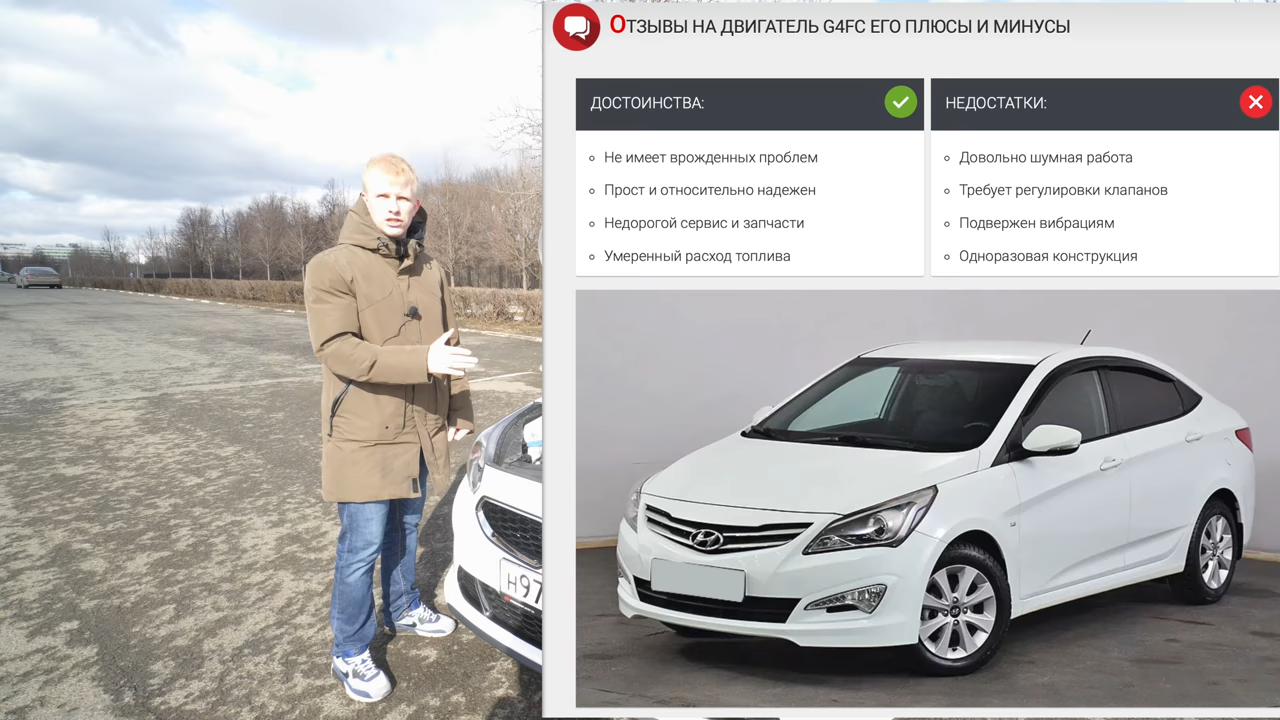 ОТЗЫВЫ НА ДВИГАТЕЛЬ G4FC ЕГО ПЛЮСЫ И МИНУСЫ
ДОСТОИНСТВА:
Не имеет врожденных проблем
Прост и относительно надежен
Недорогой сервис и запчасти
Умеренный расход топлива
НЕДОСТАТКИ:
Довольно шумная работа
Требует регулировки клапанов
Подвержен вибрациям
Одноразовая конструкция
Н97